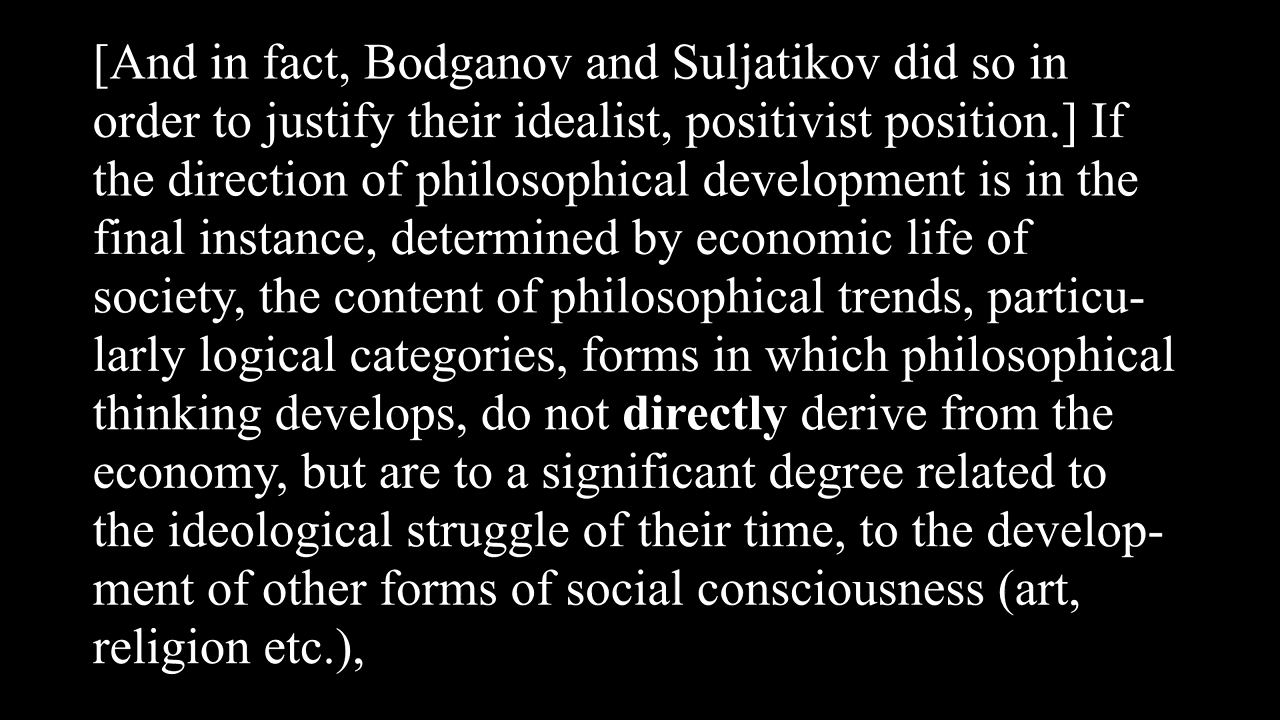 [And in fact, Bodganov and Suljatikov did so in
order to justify their idealist, positivist position.] If
the direction of philosophical development is in the
final instance, determined by economic life of
society, the content of philosophical trends, particu-
larly logical categories, forms in which philosophical
thinking develops, do not directly derive from the
economy, but are to a significant degree related to
the ideological struggle of their time, to the develop-
ment of other forms of social consciousness (art,
religion etc.),